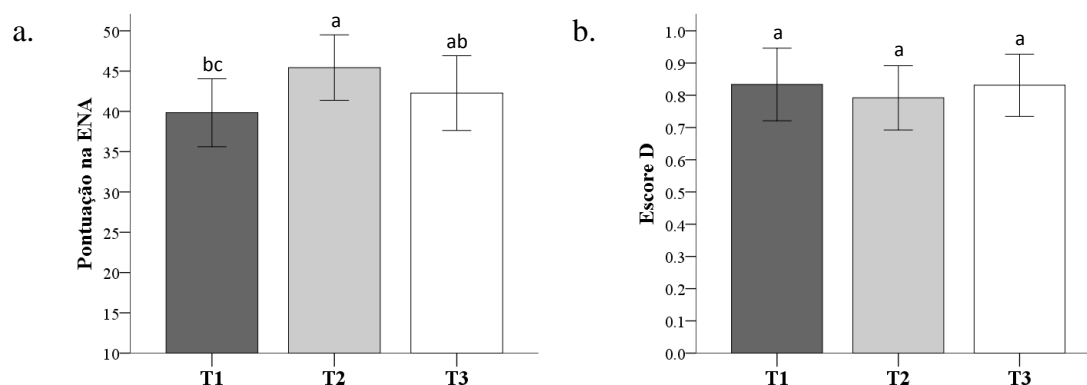 a.
Pontuação na ENA
50
45
40
35
30
25
20
15
10
bc
a
ab
T1
T2
T3
b.
Escore D
1.0
0.9
0.8
0.7
0.6
0.5
0.4
0.3
0.2
0.1
0.0
a
a
a
T1
T2
T3